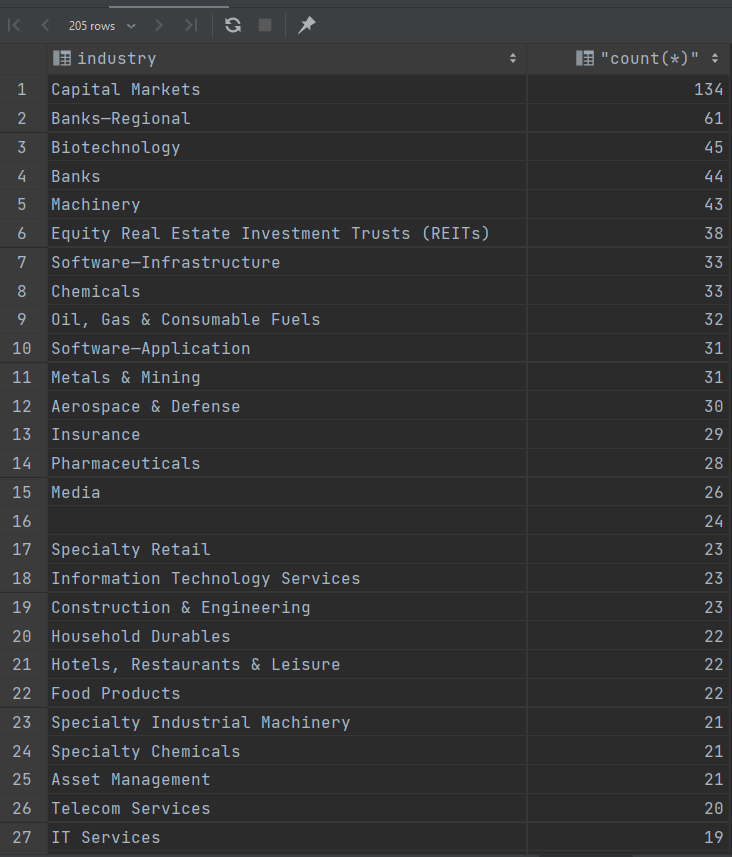 205 rows
industry "count(*)"
1 Capital Markets 134
2 Banks—Regional 61
3 Biotechnology 45
4 Banks 44
5 Machinery 43
6 Equity Real Estate Investment Trusts (REITs) 38
7 Software—Infrastructure 33
8 Chemicals 33
9 Oil, Gas & Consumable Fuels 32
10 Software—Application 31
11 Metals & Mining 31
12 Aerospace & Defense 30
13 Insurance 29
14 Pharmaceuticals 28
15 Media 26
16 24
17 Specialty Retail 23
18 Information Technology Services 23
19 Construction & Engineering 23
20 Household Durables 22
21 Hotels, Restaurants & Leisure 22
22 Food Products 22
23 Specialty Industrial Machinery 21
24 Specialty Chemicals 21
25 Asset Management 21
26 Telecom Services 20
27 IT Services 19